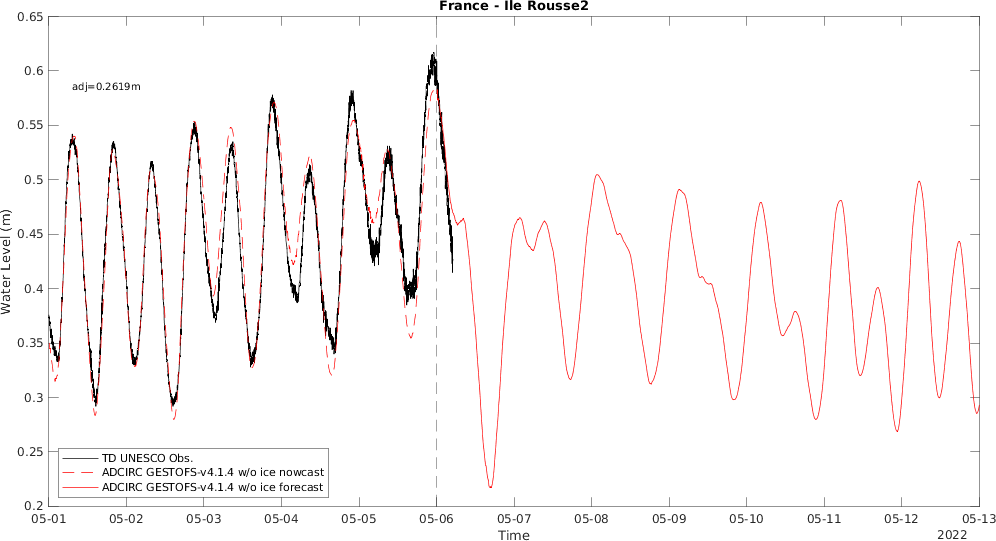 France - Ile Rousse2
0.65
0.6
0.55
0.5
0.45
0.4
0.35
0.3
0.25
0.2
Water Level (m)
adj=0.2619m
TD UNESCO Obs.
ADCIRC GESTOFS-v4.1.4 w/o ice nowcast
ADCIRC GESTOFS-v4.1.4 w/o ice forecast
05-01 05-02 05-03 05-04 05-05 05-06 05-07 05-08 05-09 05-10 05-11 05-12 05-13
Time
2022